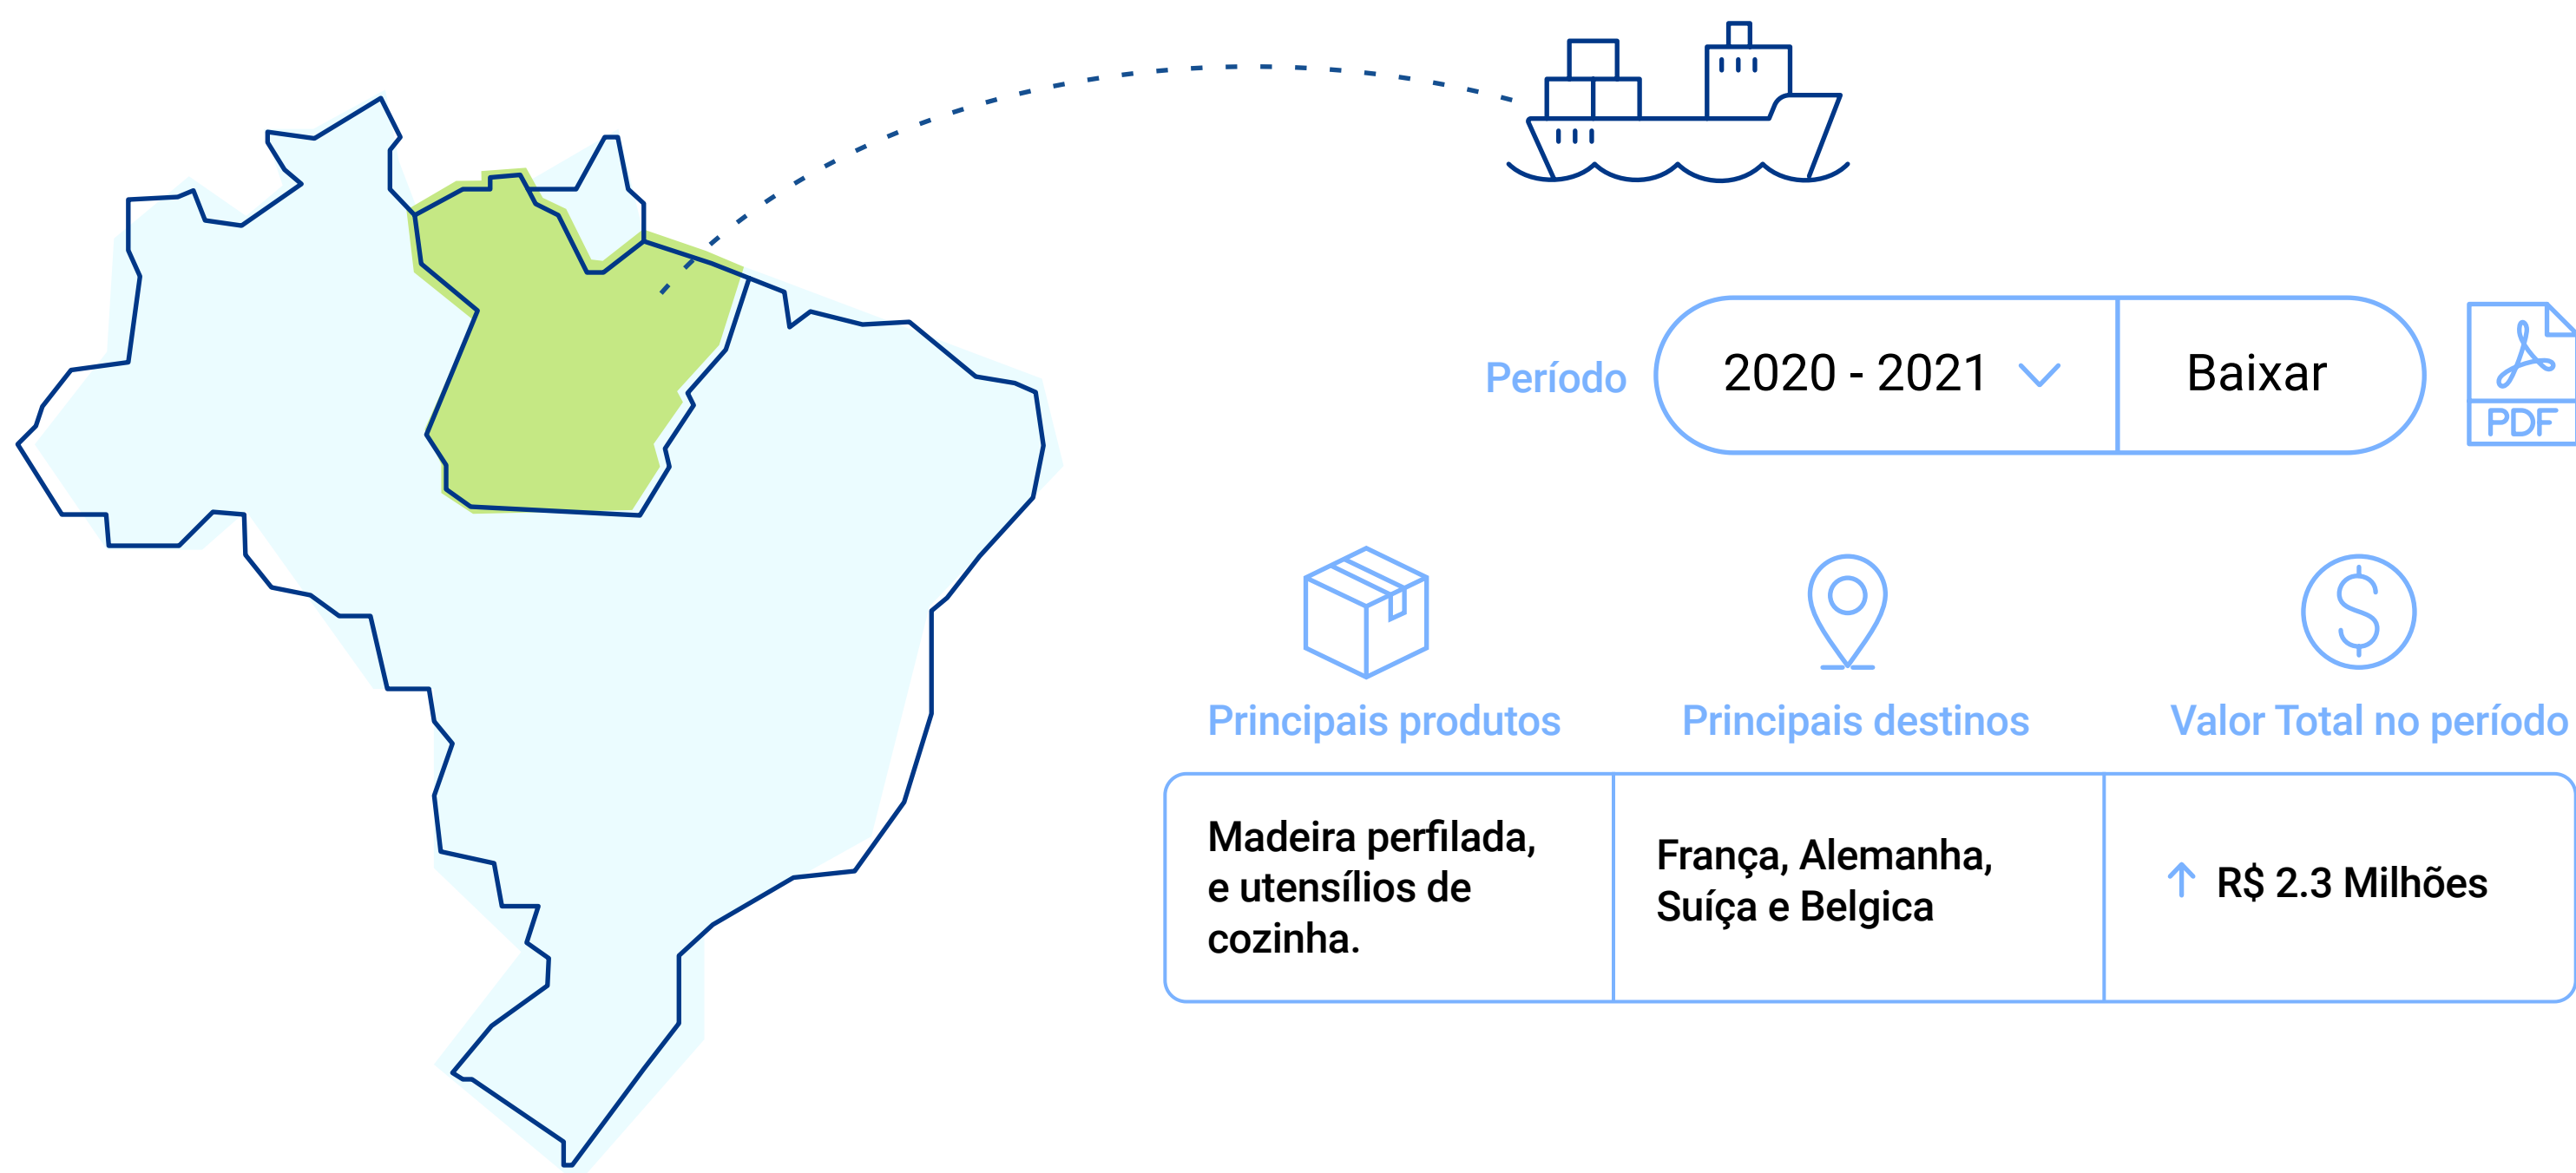 Período
2020 - 2021
Baixar
PDF
Principais produtos
Principais destinos
Valor Total no período
Madeira perfilada,
e utensílios de
cozinha.
França, Alemanha,
Suíça e Belgica
R$ 2.3 Milhões